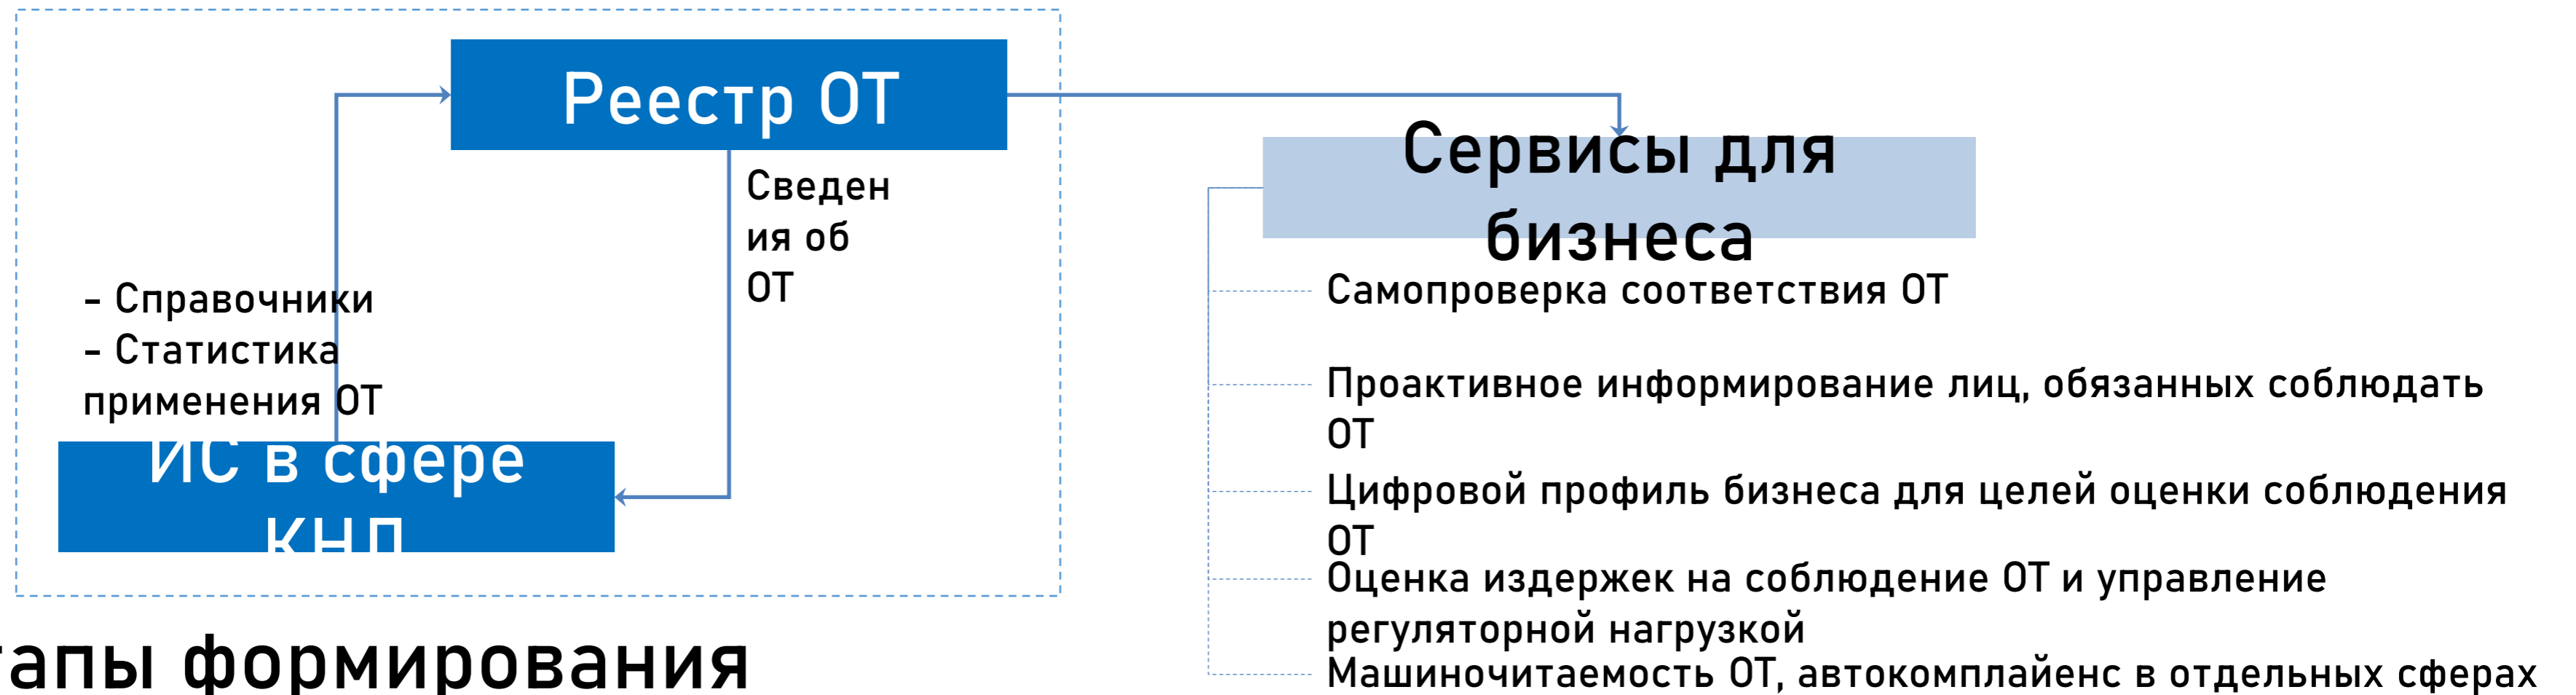 Реестр ОТ
Сведен
ия об
ОТ
- Справочники
- Статистика
применения ОТ
ИС в сфере
КНД
Сервисы для
бизнеса
Самопроверка соответствия ОТ
Проактивное информирование лиц, обязанных соблюдать
ОТ
Цифровой профиль бизнеса для целей оценки соблюдения
ОТ
Оценка издержек на соблюдение ОТ и управление
регуляторной нагрузкой
Машиночитаемость ОТ, автокомплайенс в отдельных сферах
апы формирования